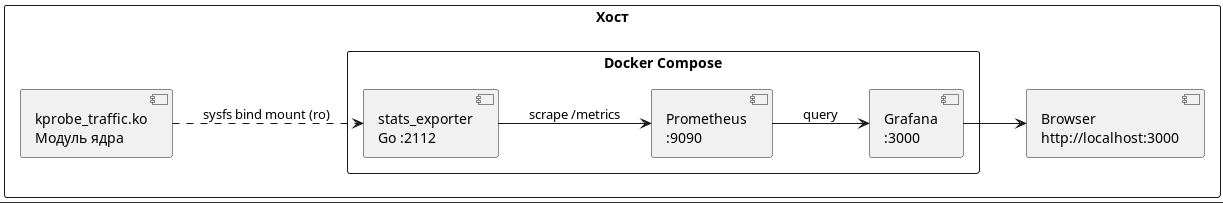 Хост
Docker Compose
kprobe_traffic.ko
Модуль ядра
sysfs bind mount (ro)
stats_exporter
Go :2112
scrape /metrics
Prometheus
:9090
query
Grafana
:3000
Browser
http://localhost:3000